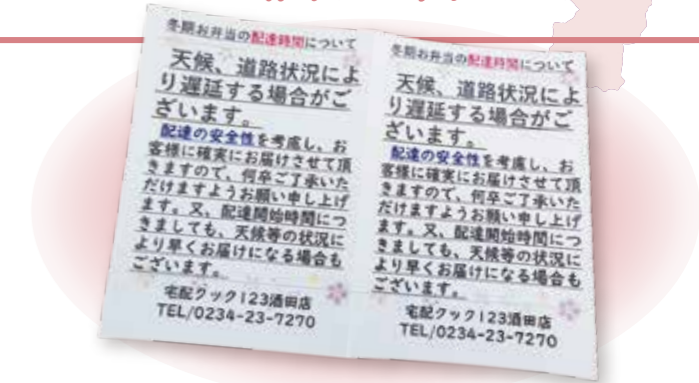 冬期お弁当の配達時間について
天候、道路状況によ
り遅延する場合がご
ざいます。
配達の安全性を考慮し、お
客様に確実にお届けさせて頂
きますので、何卒ご了承いた
だけますようお願い申し上げ
ます。又、配達開始時間につ
きましても、天候等の状況に
より早くお届けになる場合も
ございます。
宅配クック123酒田店
TEL/0234-23-7270
冬期お弁当の配達時間について
天候、道路状況によ
り遅延する場合がご
ざいます。
配達の安全性を考慮し、お
客様に確実にお届けさせて頂
きますので、何卒ご了承いた
だけますようお願い申し上げ
ます。又、配達開始時間につ
きましても、天候等の状況に
より早くお届けになる場合も
ございます。
宅配クック123酒田店
TEL/0234-23-7270